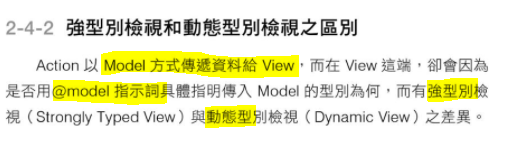 2-4-2 強型別檢視和動態型別檢視之區別
Action 以 Model 方式傳遞資料給 View，而在 View 這端，卻會因為
是否用@model 指示詞具體指明傳入 Model 的型別為何，而有強型別檢
視（Strongly Typed View）與動態型別檢視（Dynamic View）之差異。